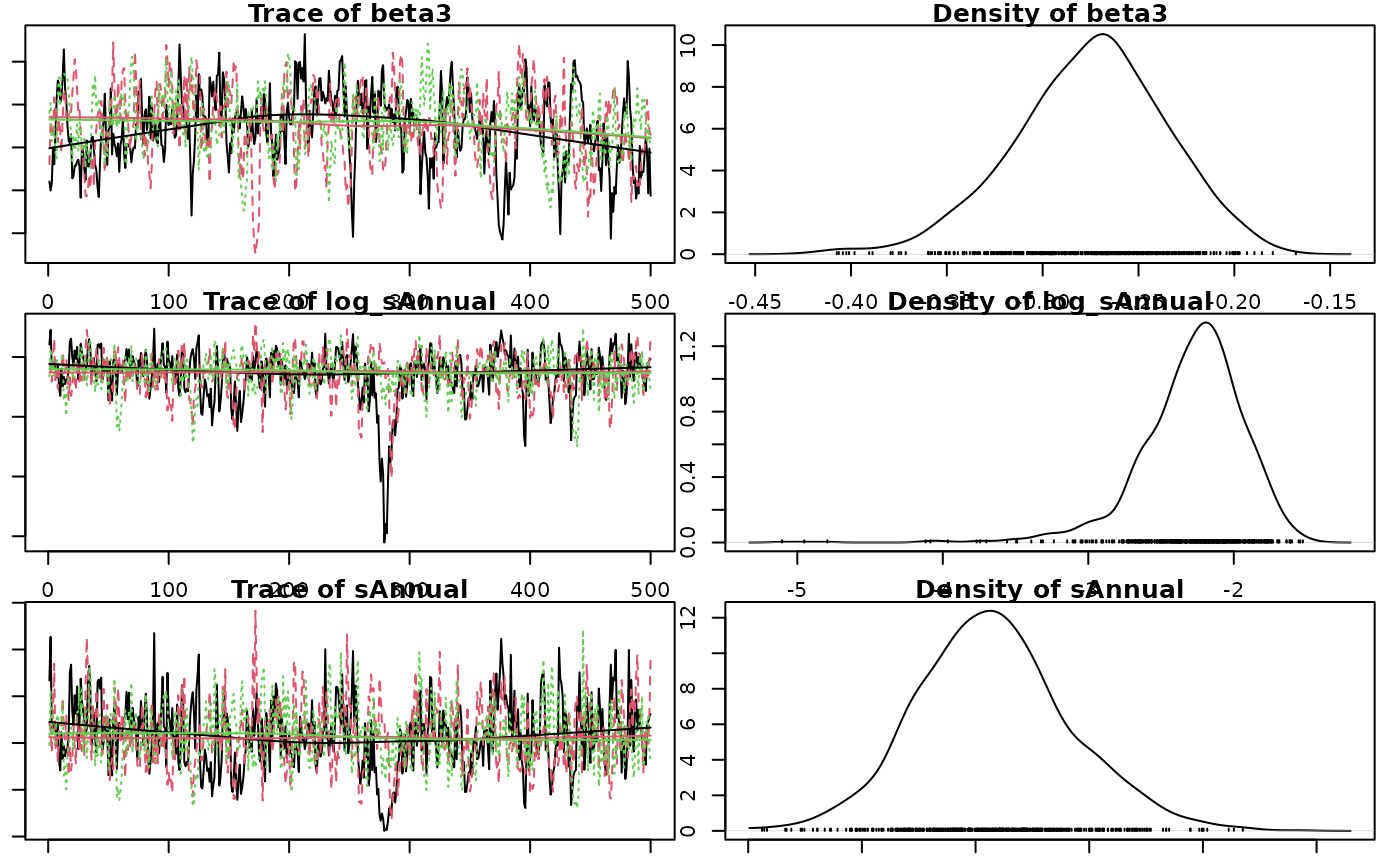 Trace of beta3
Density of beta3
0 2 4 6 8 10
0 100 200 300 400 500
-0.45 -0.40 -0.35 -0.30 -0.25 -0.20 -0.15
Trace of log_sAnnual
Density of log_sAnnual
0.0 0.4 0.8 1.2
0 100 200 300 400 500
-5 -4 -3 -2
Trace of sAnnual
Density of sAnnual
0 2 4 6 8 12